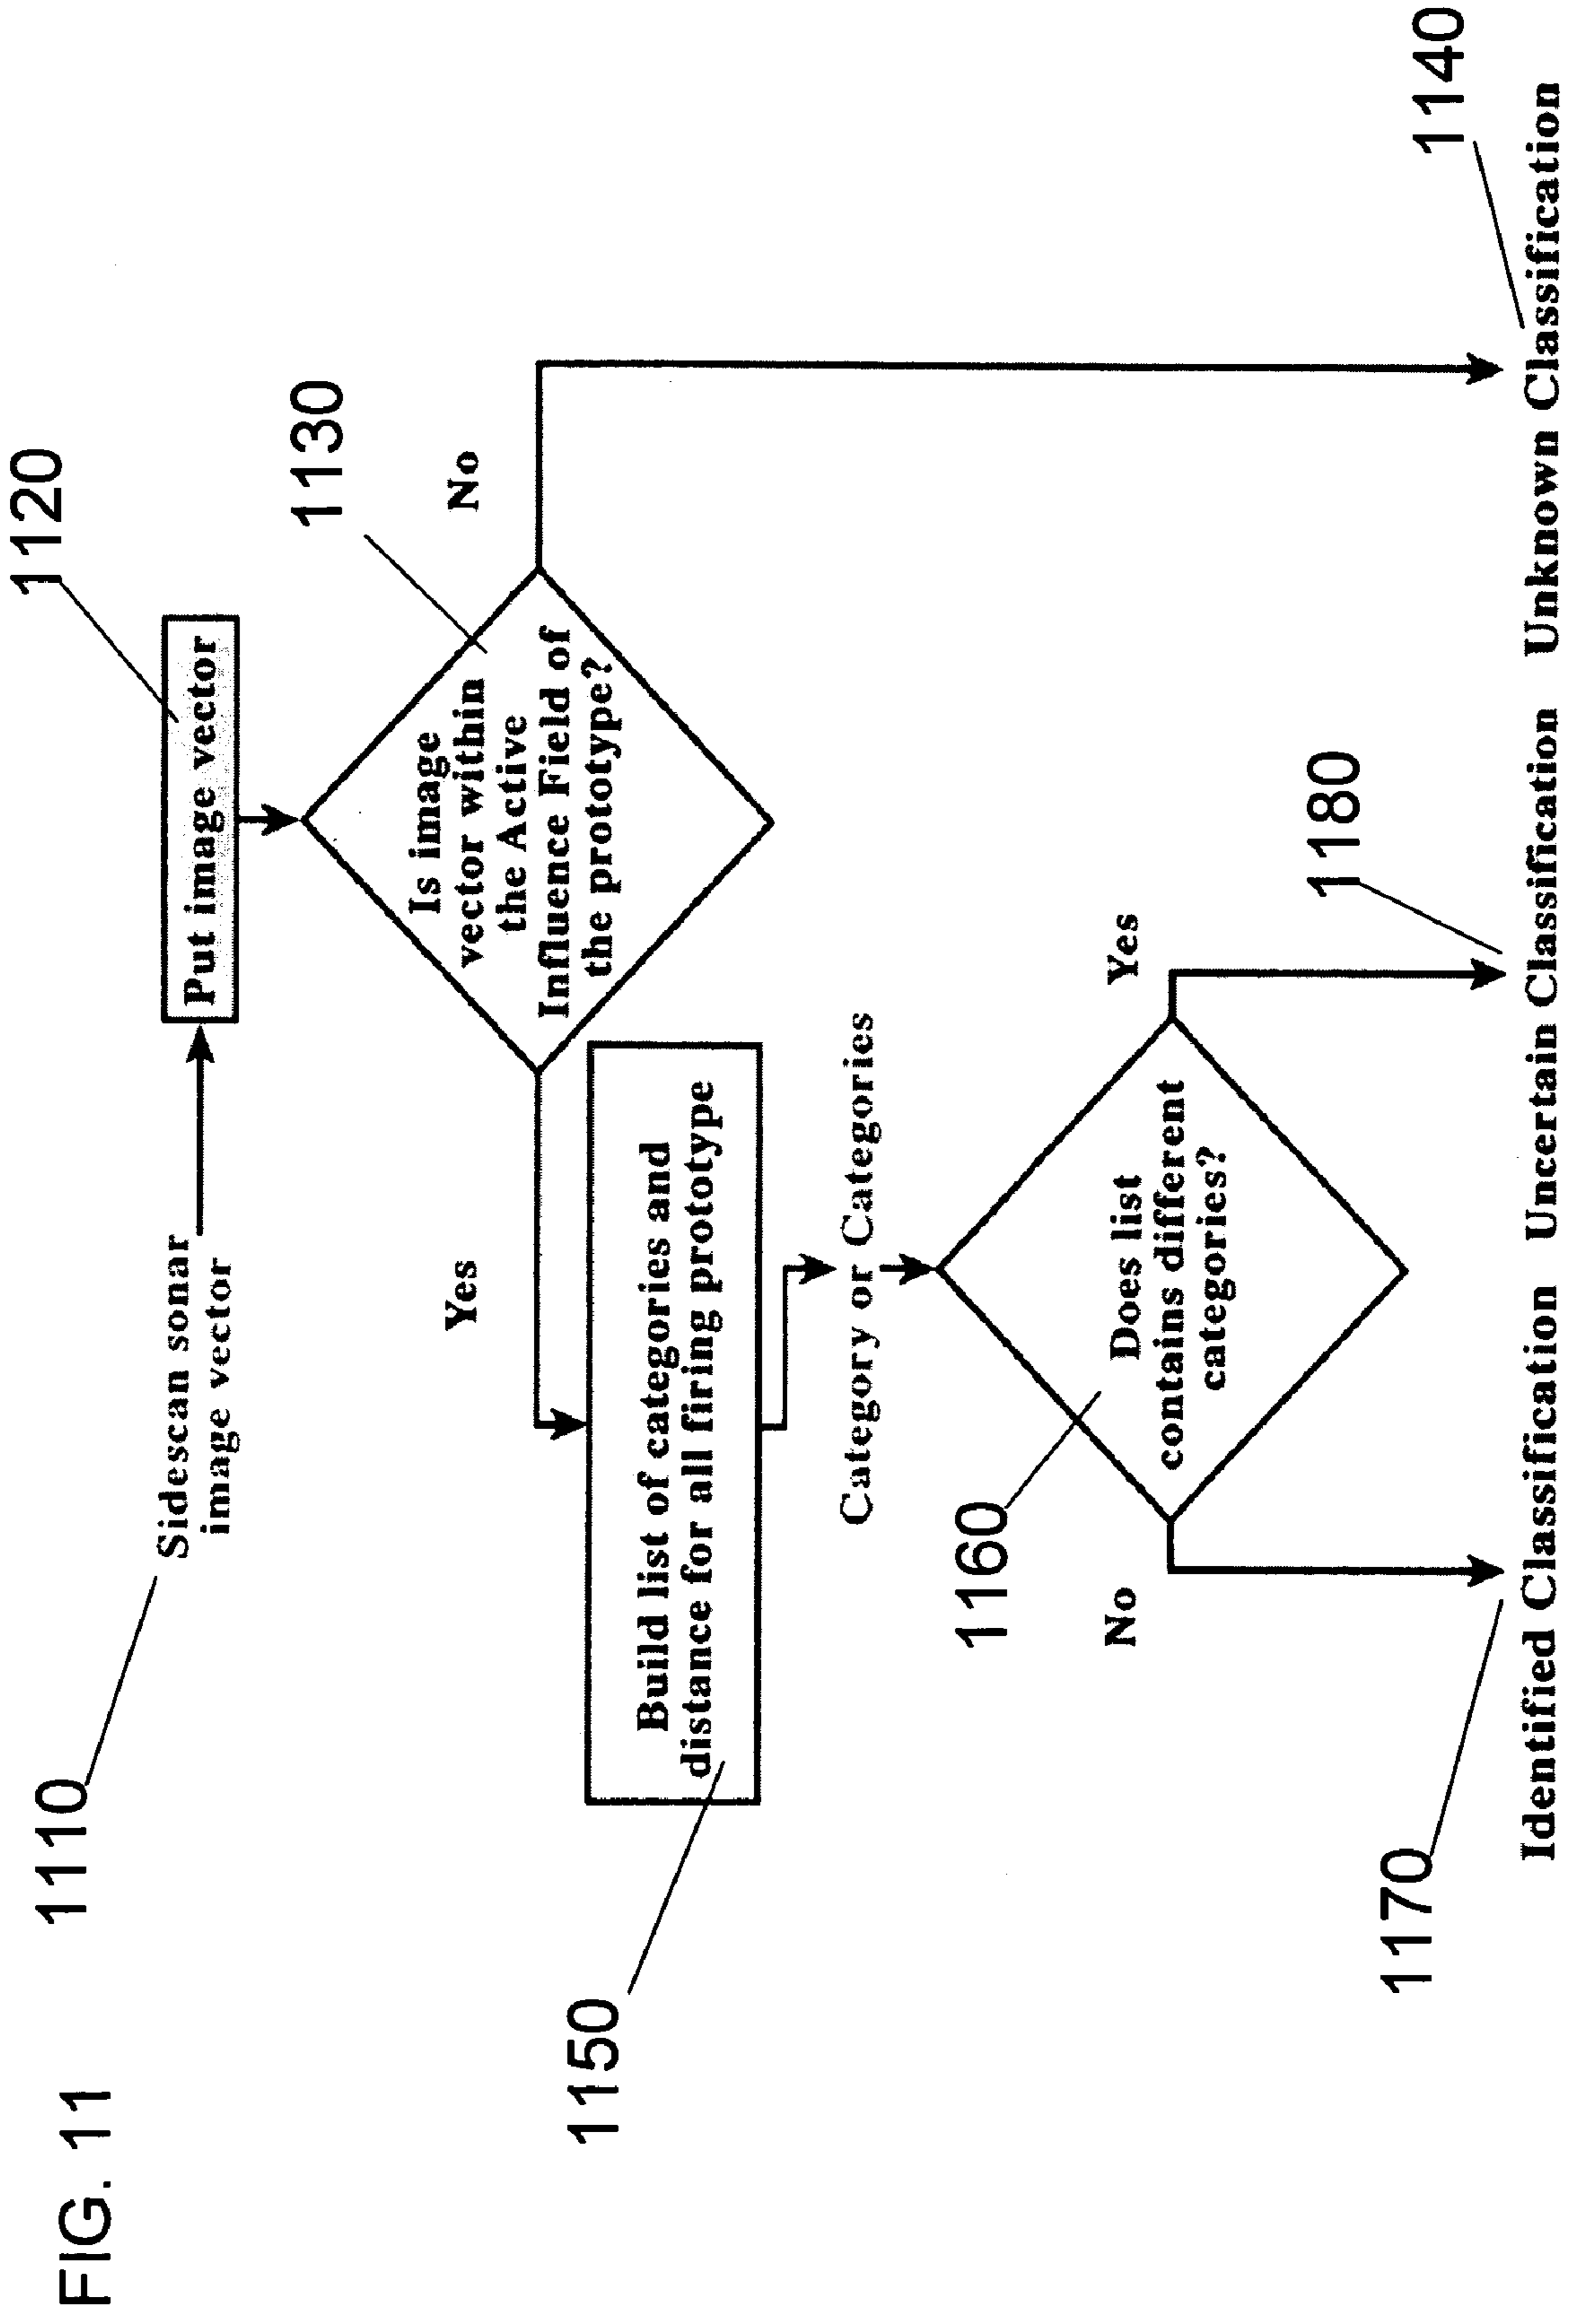 FIG. 11
1110
1120
Sidescan sonar
image vector
Put image vector
1130
Is image
vector within
the Active
Influence Field of
the prototype?
Yes
No
1150
Build list of categories and
distance for all firing prototype
Category or Categories
1160
Does list
contains different
categories?
No
Yes
1170
1180
1140
Identified Classification
Uncertain Classification
Unknown Classification